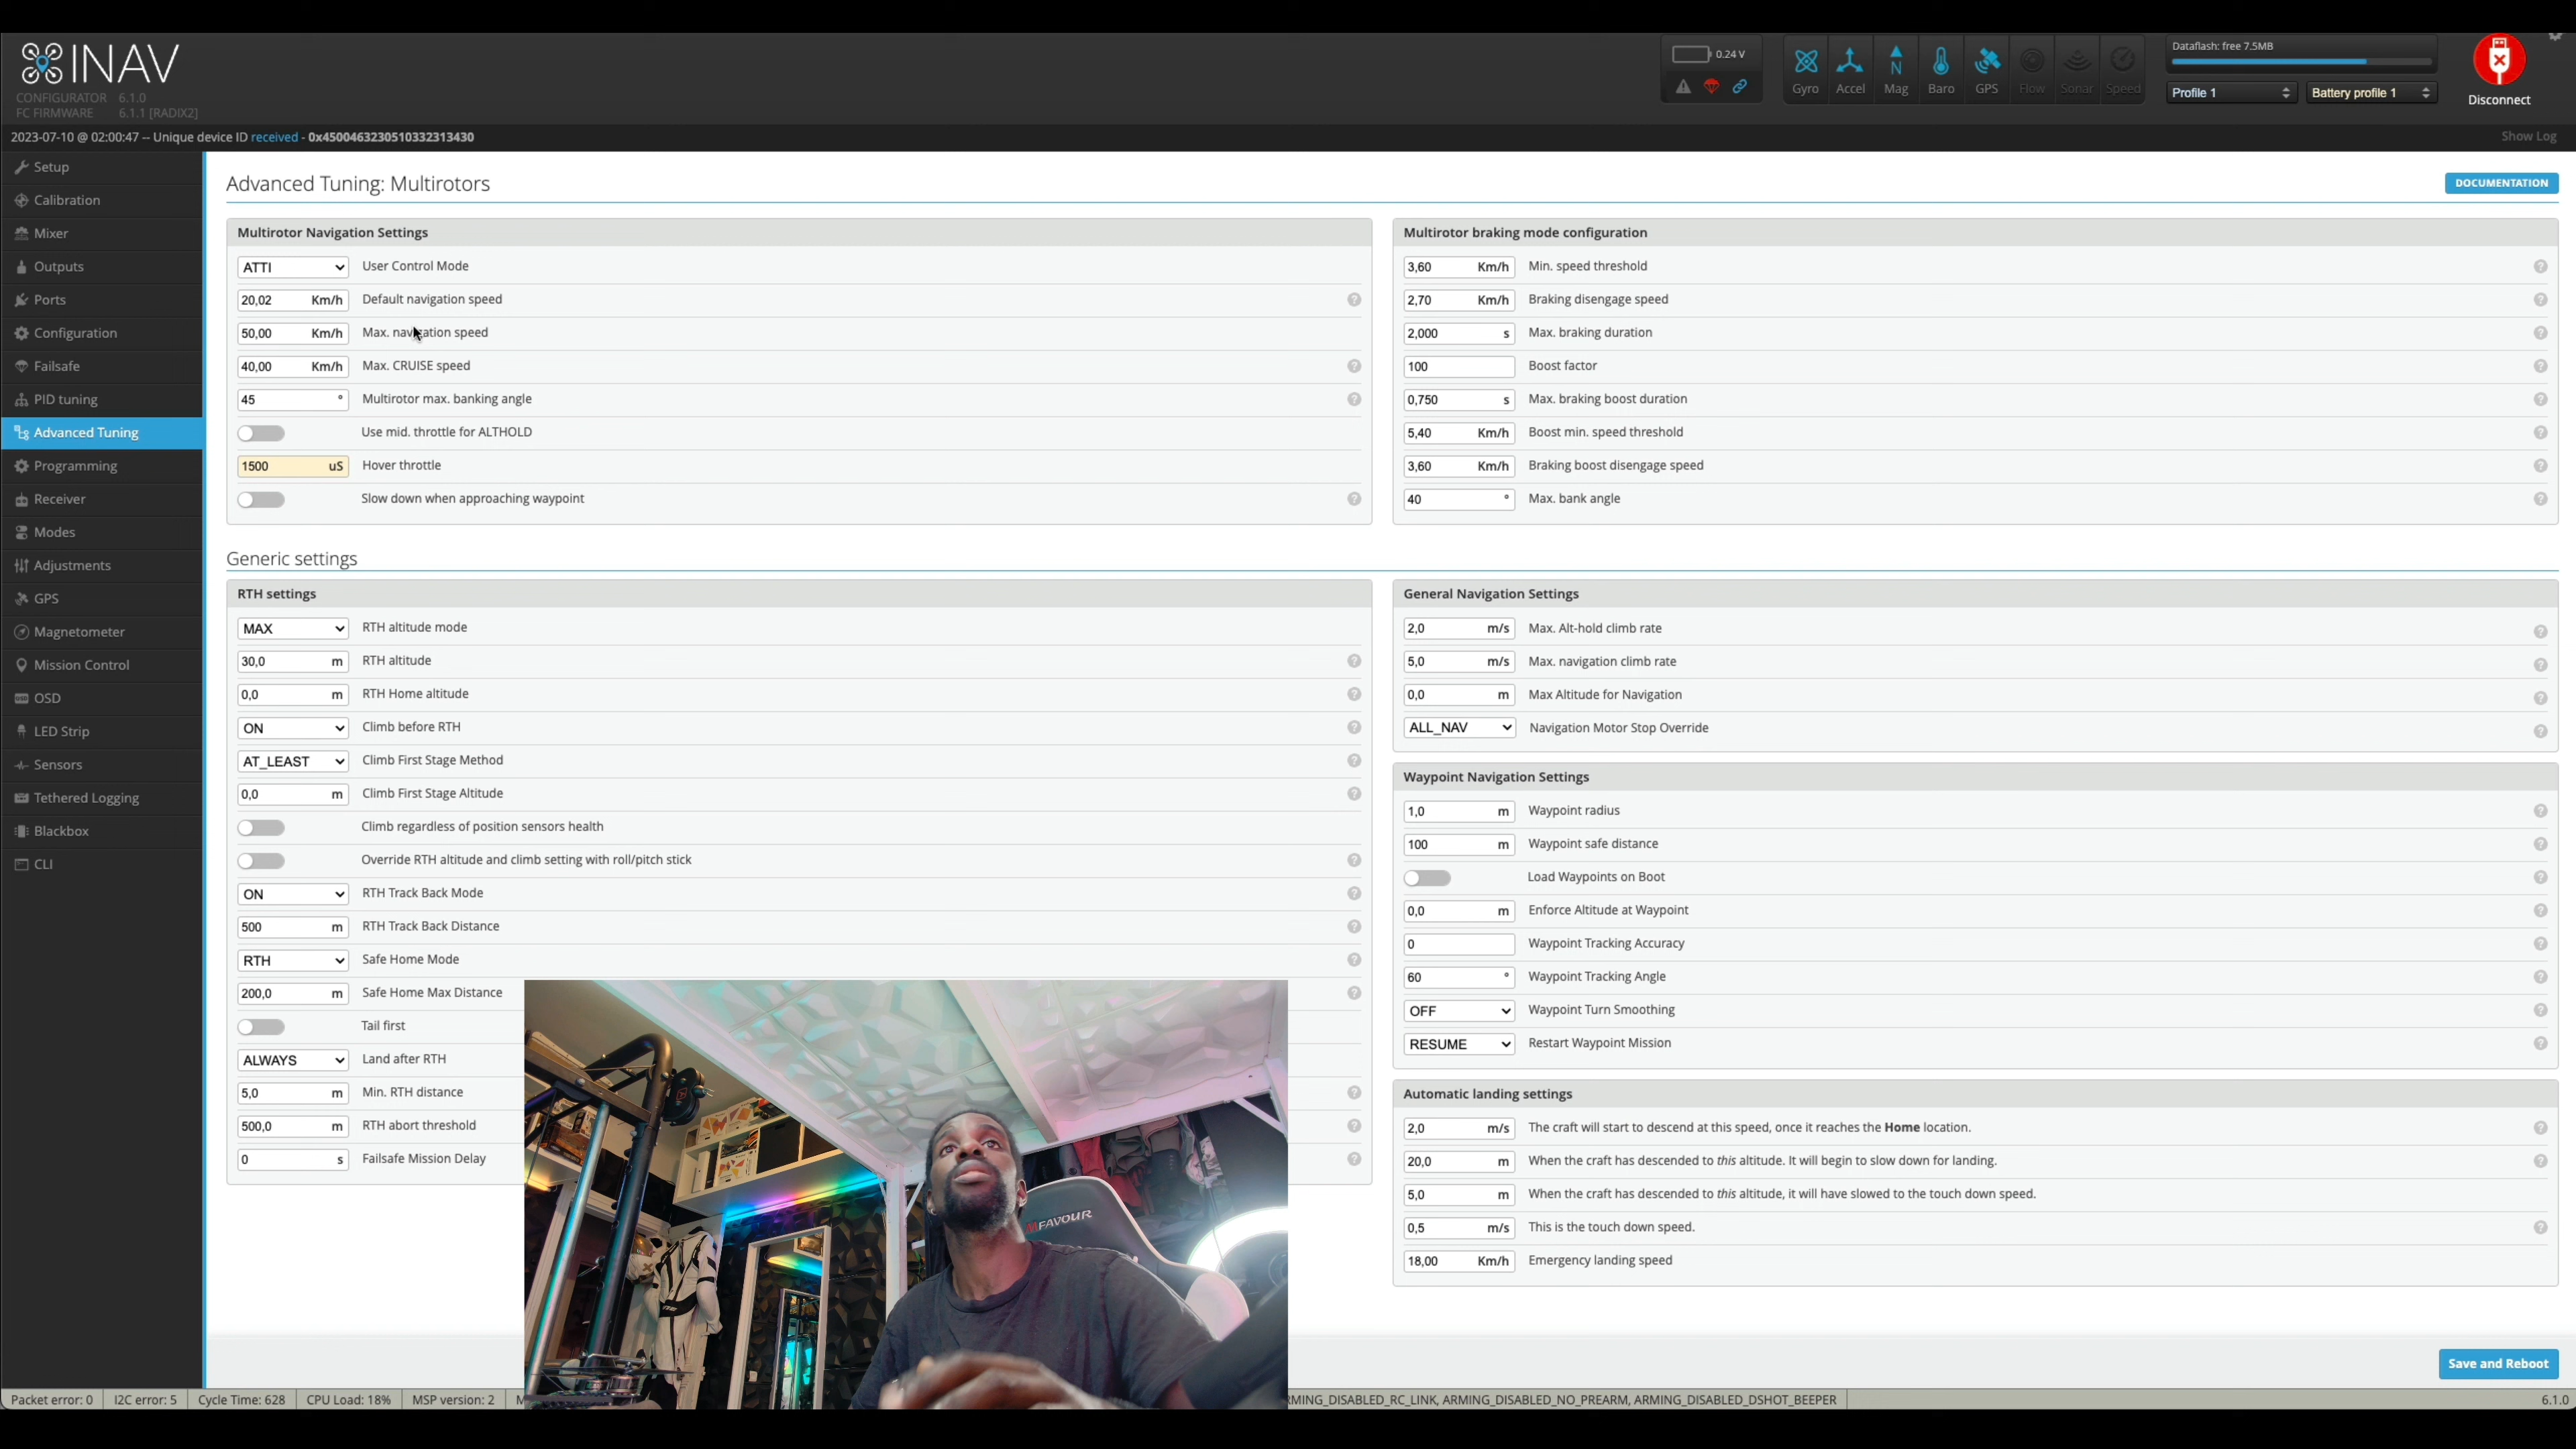 INAV
CONFIGURATOR 6.1.0
FC FIRMWARE 6.1.1 [RADIX2]
0.24 V
Gyro Accel Mag Baro GPS Flow Sonar Speed
Dataflash: free 7.5MB
Profile 1
Battery profile 1
Disconnect
2023-07-10 @ 02:00:47 -- Unique device ID received - 0x4500463230510332313430
Show Log
Setup
Calibration
Mixer
Outputs
Ports
Configuration
Failsafe
PID tuning
Advanced Tuning
Programming
Receiver
Modes
Adjustments
GPS
Magnetometer
Mission Control
OSD
LED Strip
Sensors
Tethered Logging
Blackbox
CLI
Advanced Tuning: Multirotors
DOCUMENTATION
Multirotor Navigation Settings
ATTI User Control Mode
20,02 Km/h Default navigation speed
50,00 Km/h Max. navigation speed
40,00 Km/h Max. CRUISE speed
45 ° Multirotor max. banking angle
Use mid. throttle for ALTHOLD
1500 uS Hover throttle
Slow down when approaching waypoint
Multirotor braking mode configuration
3,60 Km/h Min. speed threshold
2,70 Km/h Braking disengage speed
2,000 s Max. braking duration
100 Boost factor
0,750 s Max. braking boost duration
5,40 Km/h Boost min. speed threshold
3,60 Km/h Braking boost disengage speed
40 ° Max. bank angle
Generic settings
RTH settings
MAX RTH altitude mode
30,0 m RTH altitude
0,0 m RTH Home altitude
ON Climb before RTH
AT_LEAST Climb First Stage Method
0,0 m Climb First Stage Altitude
Climb regardless of position sensors health
Override RTH altitude and climb setting with roll/pitch stick
ON RTH Track Back Mode
500 m RTH Track Back Distance
RTH Safe Home Mode
200,0 m Safe Home Max Distance
Tail first
ALWAYS Land after RTH
5,0 m Min. RTH distance
500,0 m RTH abort threshold
0 s Failsafe Mission Delay
General Navigation Settings
2,0 m/s Max. Alt-hold climb rate
5,0 m/s Max. navigation climb rate
0,0 m Max Altitude for Navigation
ALL_NAV Navigation Motor Stop Override
Waypoint Navigation Settings
1,0 m Waypoint radius
100 m Waypoint safe distance
Load Waypoints on Boot
0,0 m Enforce Altitude at Waypoint
0 Waypoint Tracking Accuracy
60 ° Waypoint Tracking Angle
OFF Waypoint Turn Smoothing
RESUME Restart Waypoint Mission
Automatic landing settings
2,0 m/s The craft will start to descend at this speed, once it reaches the Home location.
20,0 m When the craft has descended to this altitude. It will begin to slow down for landing.
5,0 m When the craft has descended to this altitude, it will have slowed to the touch down speed.
0,5 m/s This is the touch down speed.
18,00 Km/h Emergency landing speed
MFAVOUR
Save and Reboot
Packet error: 0 I2C error: 5 Cycle Time: 628 CPU Load: 18% MSP version: 2 RMING_DISABLED_RC_LINK, ARMING_DISABLED_NO_PREARM, ARMING_DISABLED_DSHOT_BEEPER 6.1.0